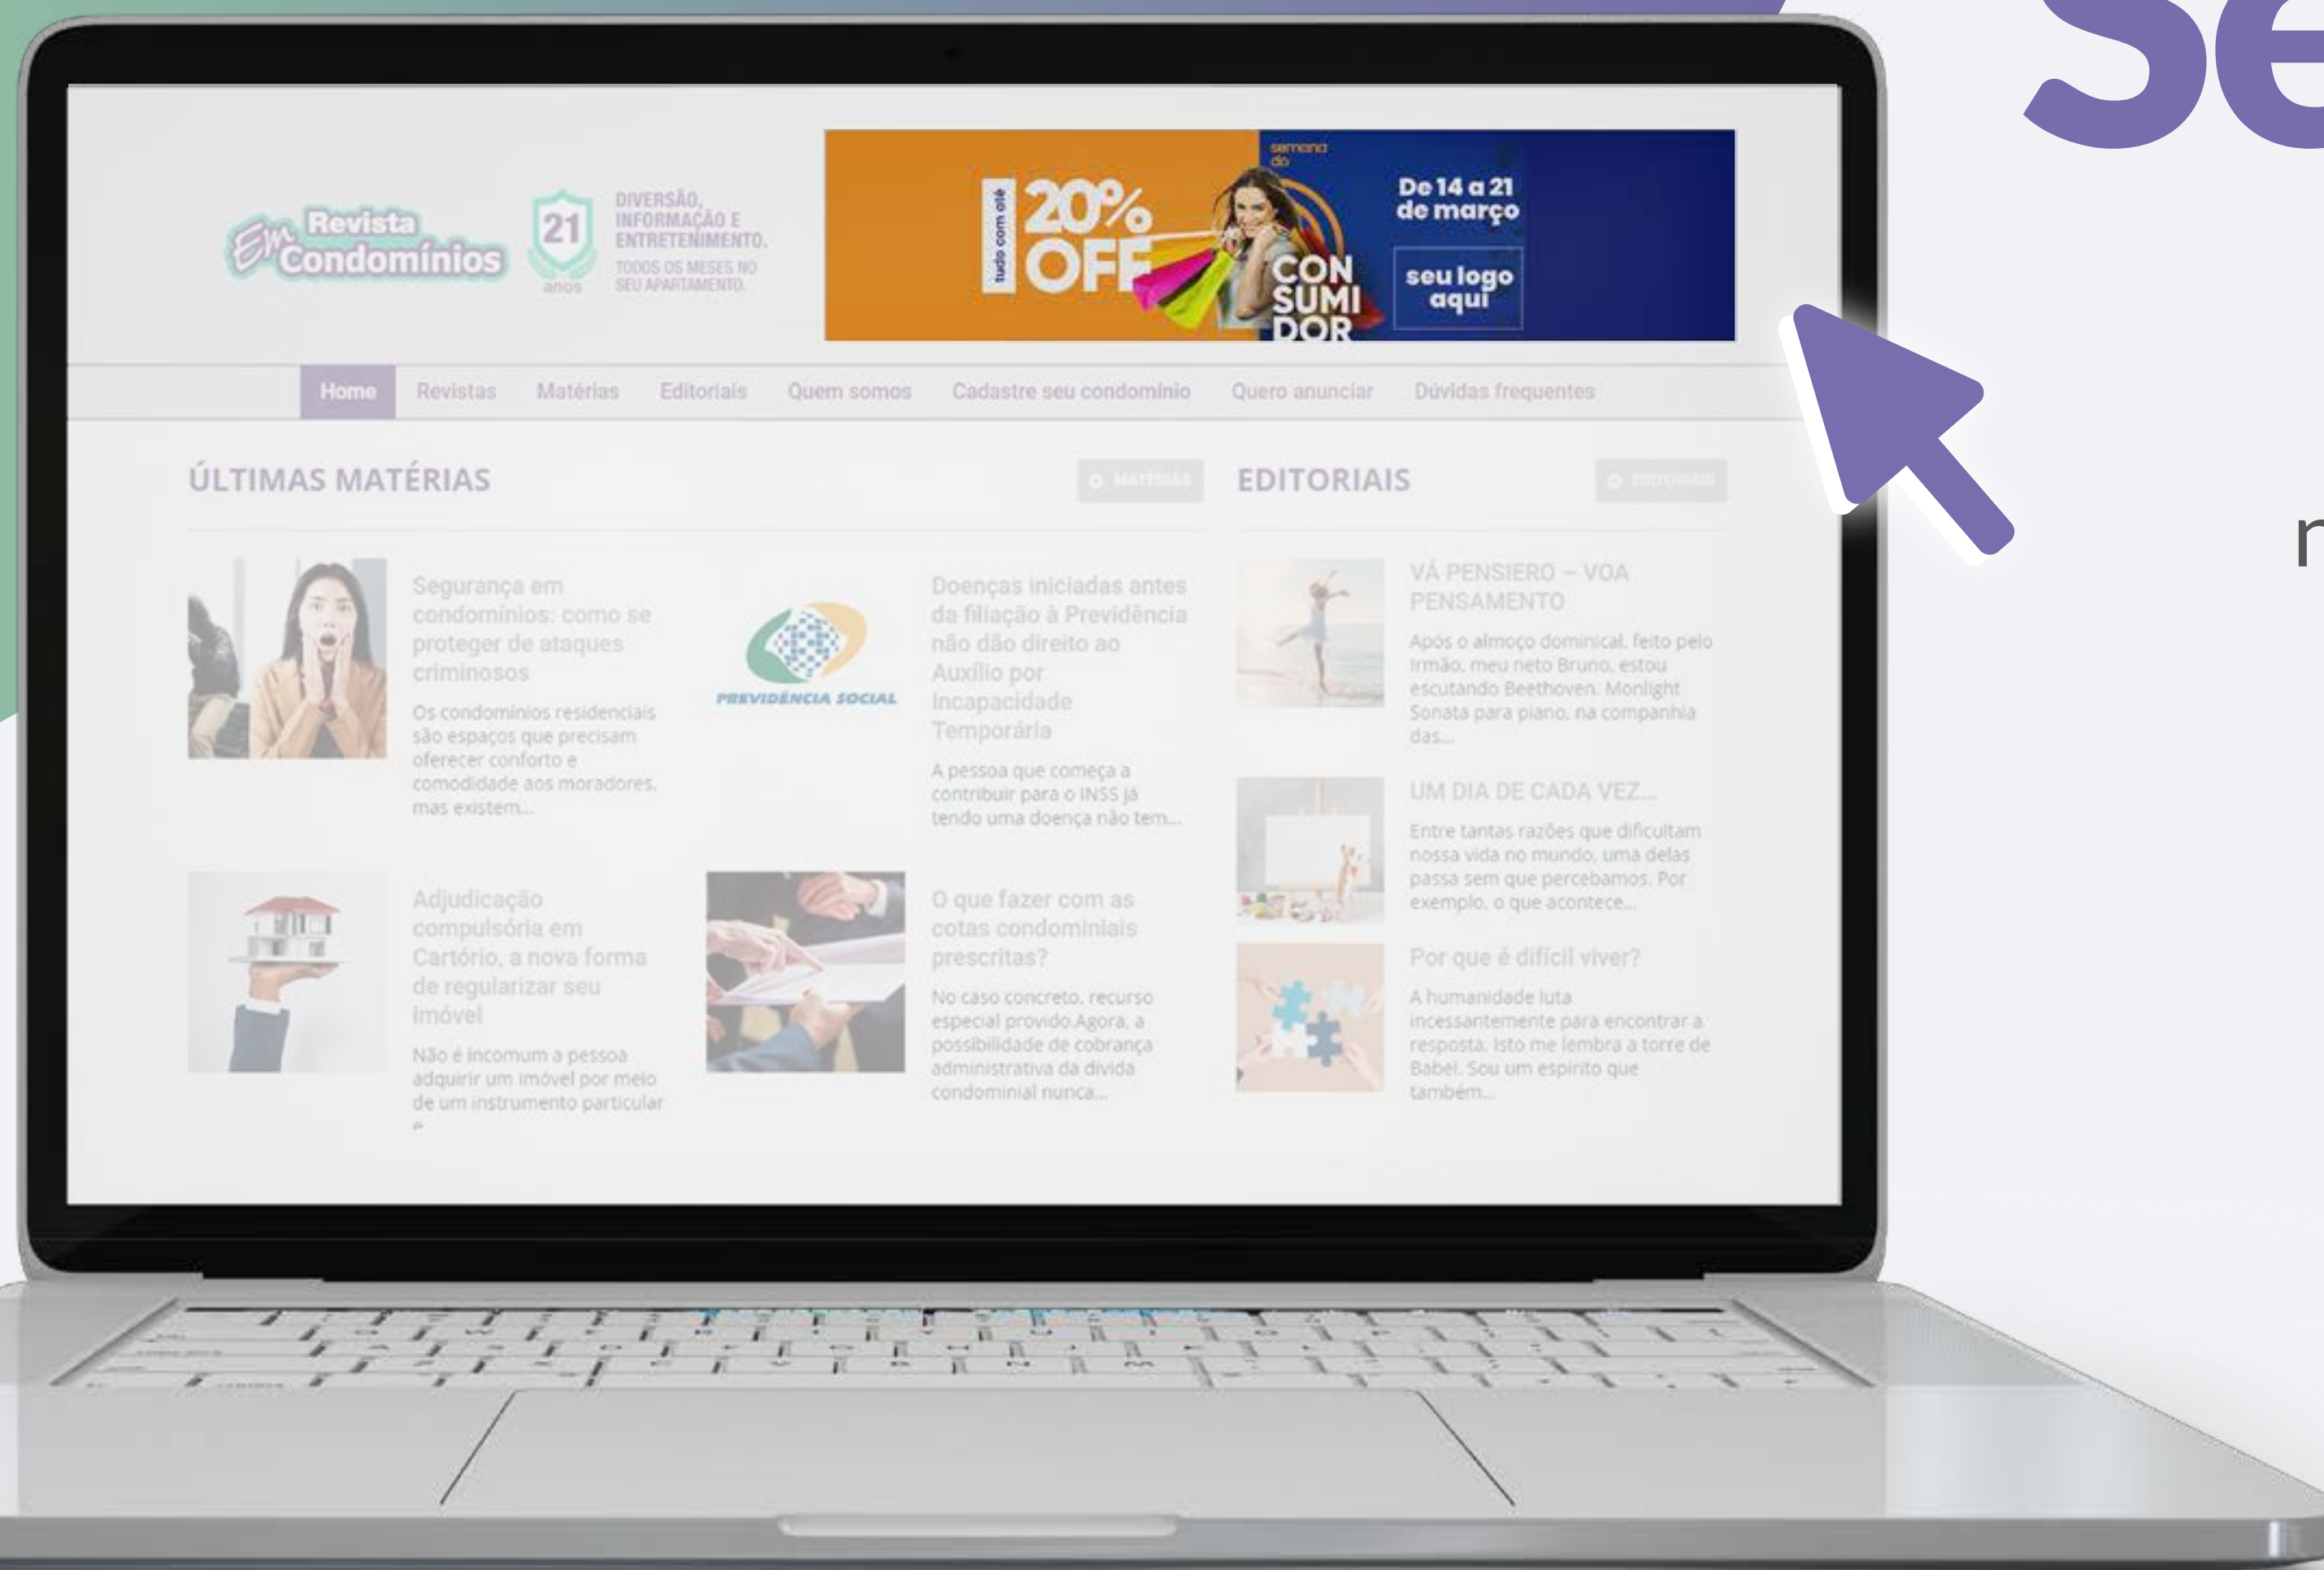 Se
Revista
Em
Condomínios
21
anos
DIVERSÃO,
INFORMAÇÃO E
ENTRETENIMENTO.
TODOS OS MESES NO
SEU APARTAMENTO.
tudo com até
20%
OFF
semana
do
CON
SUMI
DOR
De 14 a 21
de março
seu logo
aqui
Home Revistas Matérias Editoriais Quem somos Cadastre seu condomínio Quero anunciar Dúvidas frequentes
ÚLTIMAS MATÉRIAS
MATÉRIAS
Segurança em
condomínios: como se
proteger de ataques
criminosos
Os condomínios residenciais
são espaços que precisam
oferecer conforto e
comodidade aos moradores,
mas existem...
PREVIDÊNCIA SOCIAL
Doenças iniciadas antes
da filiação à Previdência
não dão direito ao
Auxílio por
Incapacidade
Temporária
A pessoa que começa a
contribuir para o INSS já
tendo uma doença não tem...
Adjudicação
compulsória em
Cartório, a nova forma
de regularizar seu
imóvel
Não é incomum a pessoa
adquirir um imóvel por meio
de um instrumento particular
e
O que fazer com as
cotas condominiais
prescritas?
No caso concreto, recurso
especial provido.Agora, a
possibilidade de cobrança
administrativa da dívida
condominial nunca...
EDITORIAIS
EDITORIAIS
VÁ PENSIERO – VOA
PENSAMENTO
Após o almoço dominical, feito pelo
Irmão, meu neto Bruno, estou
escutando Beethoven. Monlight
Sonata para piano, na companhia
das...
UM DIA DE CADA VEZ...
Entre tantas razões que dificultam
nossa vida no mundo, uma delas
passa sem que percebamos. Por
exemplo, o que acontece...
Por que é difícil viver?
A humanidade luta
incessantemente para encontrar a
resposta. Isto me lembra a torre de
Babel. Sou um espírito que
também...